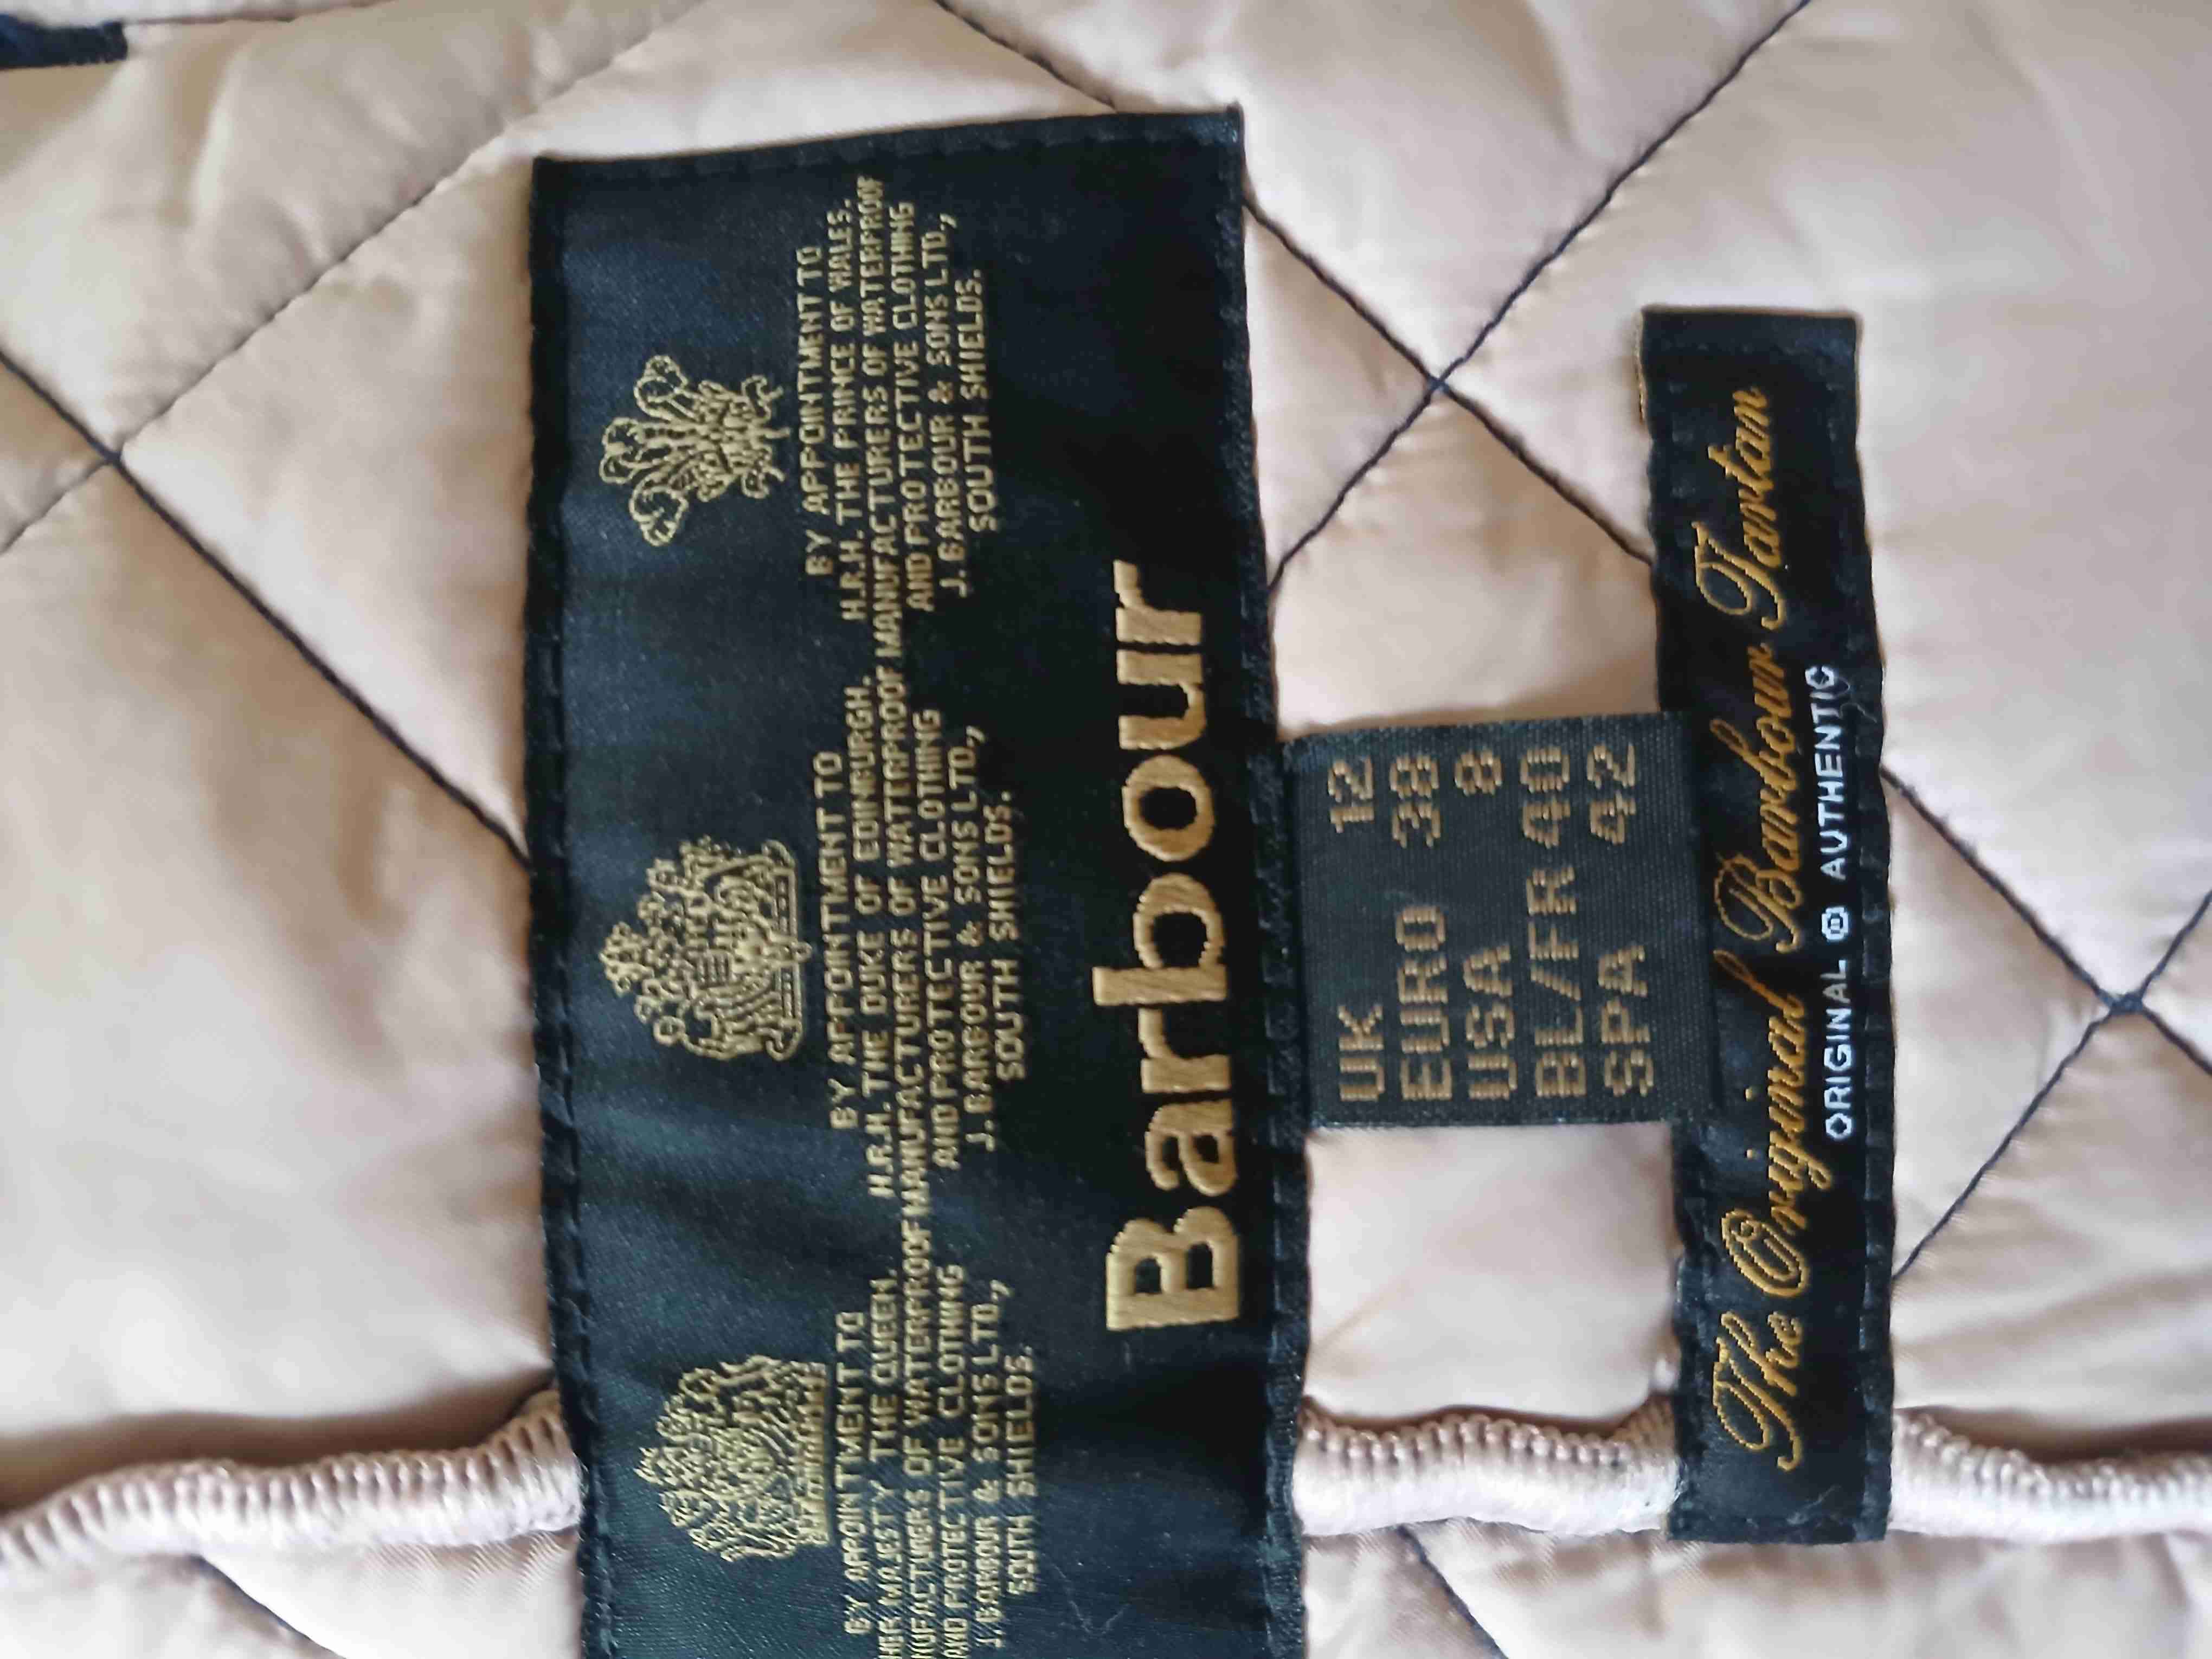 BY APPOINTMENT TO
HER MAJESTY THE QUEEN.
MANUFACTURERS OF WATERPROOF
AND PROTECTIVE CLOTHING
J. BARBOUR & SONS LTD.,
SOUTH SHIELDS.
BY APPOINTMENT TO
H.R.H. THE DUKE OF EDINBURGH.
MANUFACTURERS OF WATERPROOF
AND PROTECTIVE CLOTHING
J. BARBOUR & SONS LTD.,
SOUTH SHIELDS.
BY APPOINTMENT TO
H.R.H. THE PRINCE OF WALES.
MANUFACTURERS OF WATERPROOF
AND PROTECTIVE CLOTHING
J. BARBOUR & SONS LTD.,
SOUTH SHIELDS.
Barbour
UK 12
EURO 38
USA 8
BL/FR 40
SPA 42
The Original Barbour Tartan
ORIGINAL @ AUTHENTIC